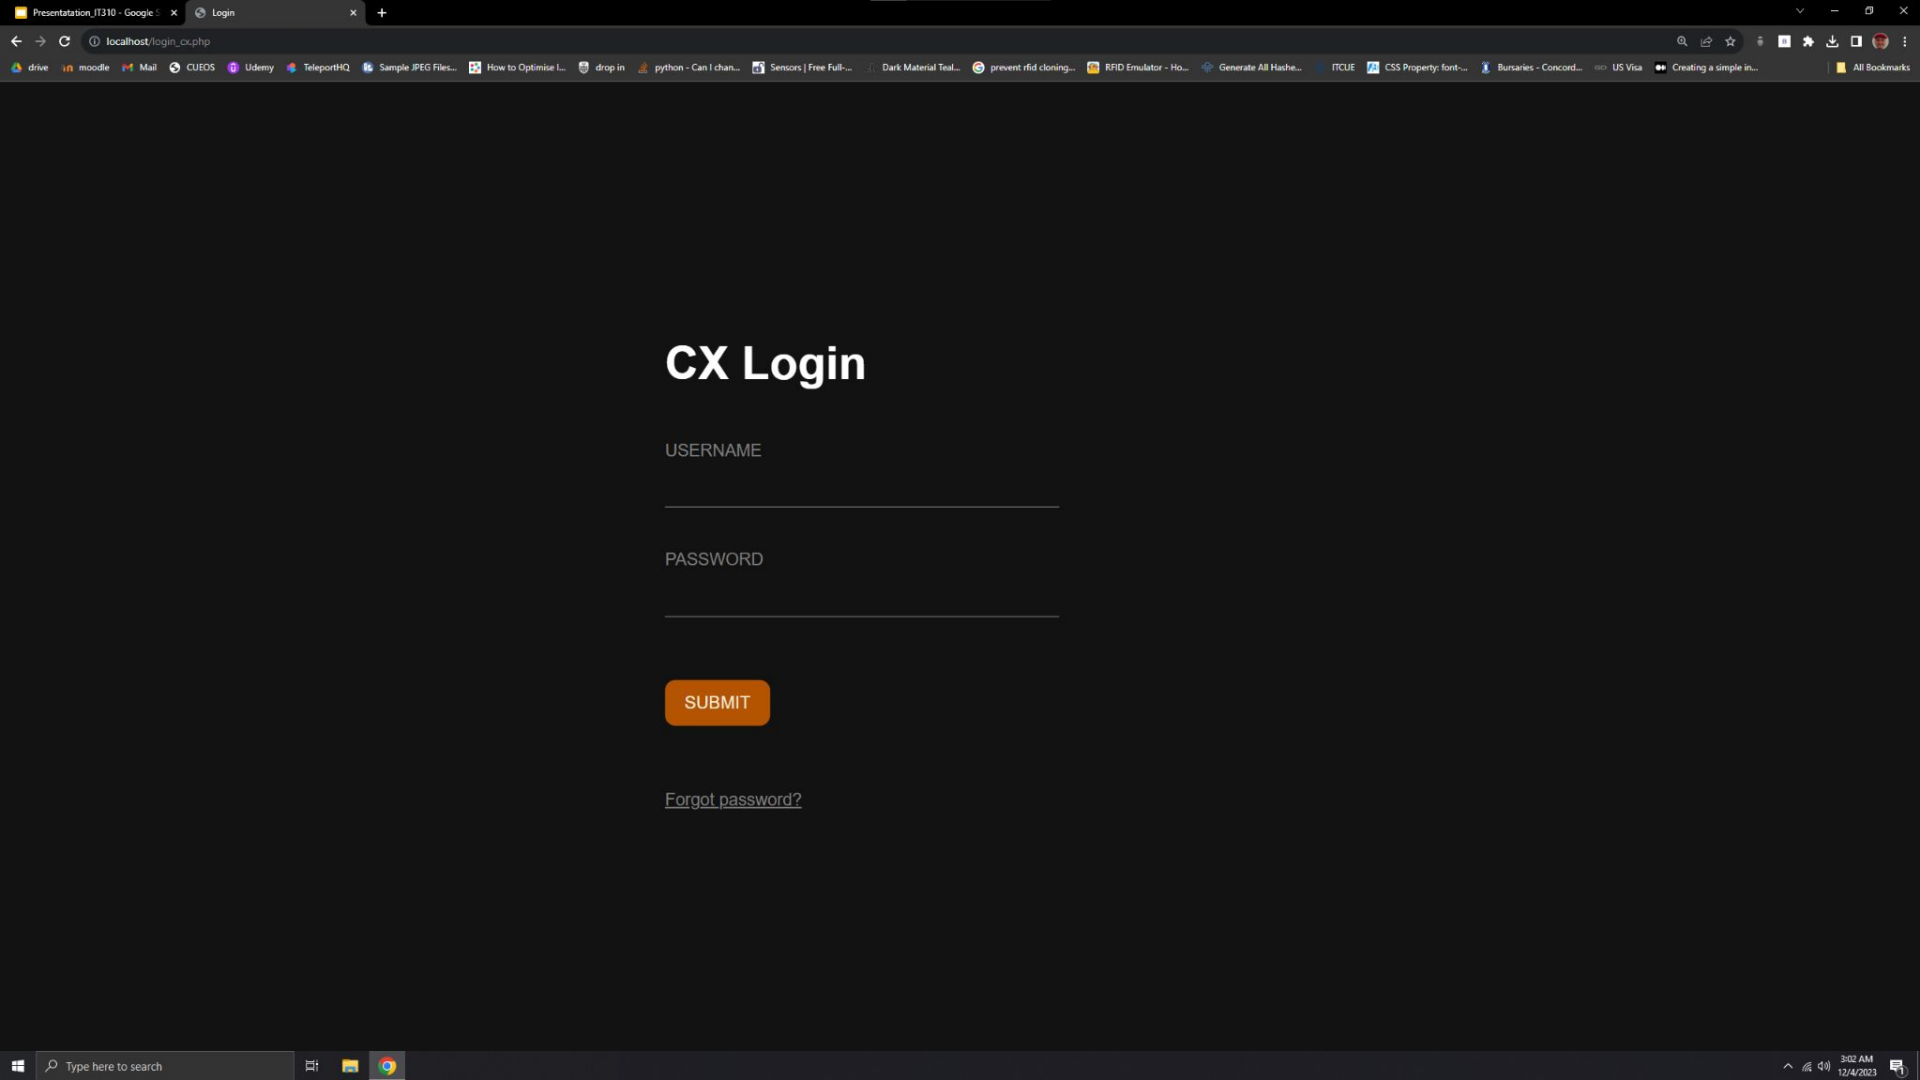 Presentatation_IT310 - Google S
Login
localhost/login_cx.php
drive moodle Mail CUEOS Udemy TeleportHQ Sample JPEG Files... How to Optimise I... drop in python - Can I chan... Sensors | Free Full-... Dark Material Teal... prevent rfid cloning... RFID Emulator - Ho... Generate All Hashe... ITCUE CSS Property: font-... Bursaries - Concord... US Visa Creating a simple in... All Bookmarks
CX Login
USERNAME
PASSWORD
SUBMIT
Forgot password?
Type here to search
3:02 AM
12/4/2023